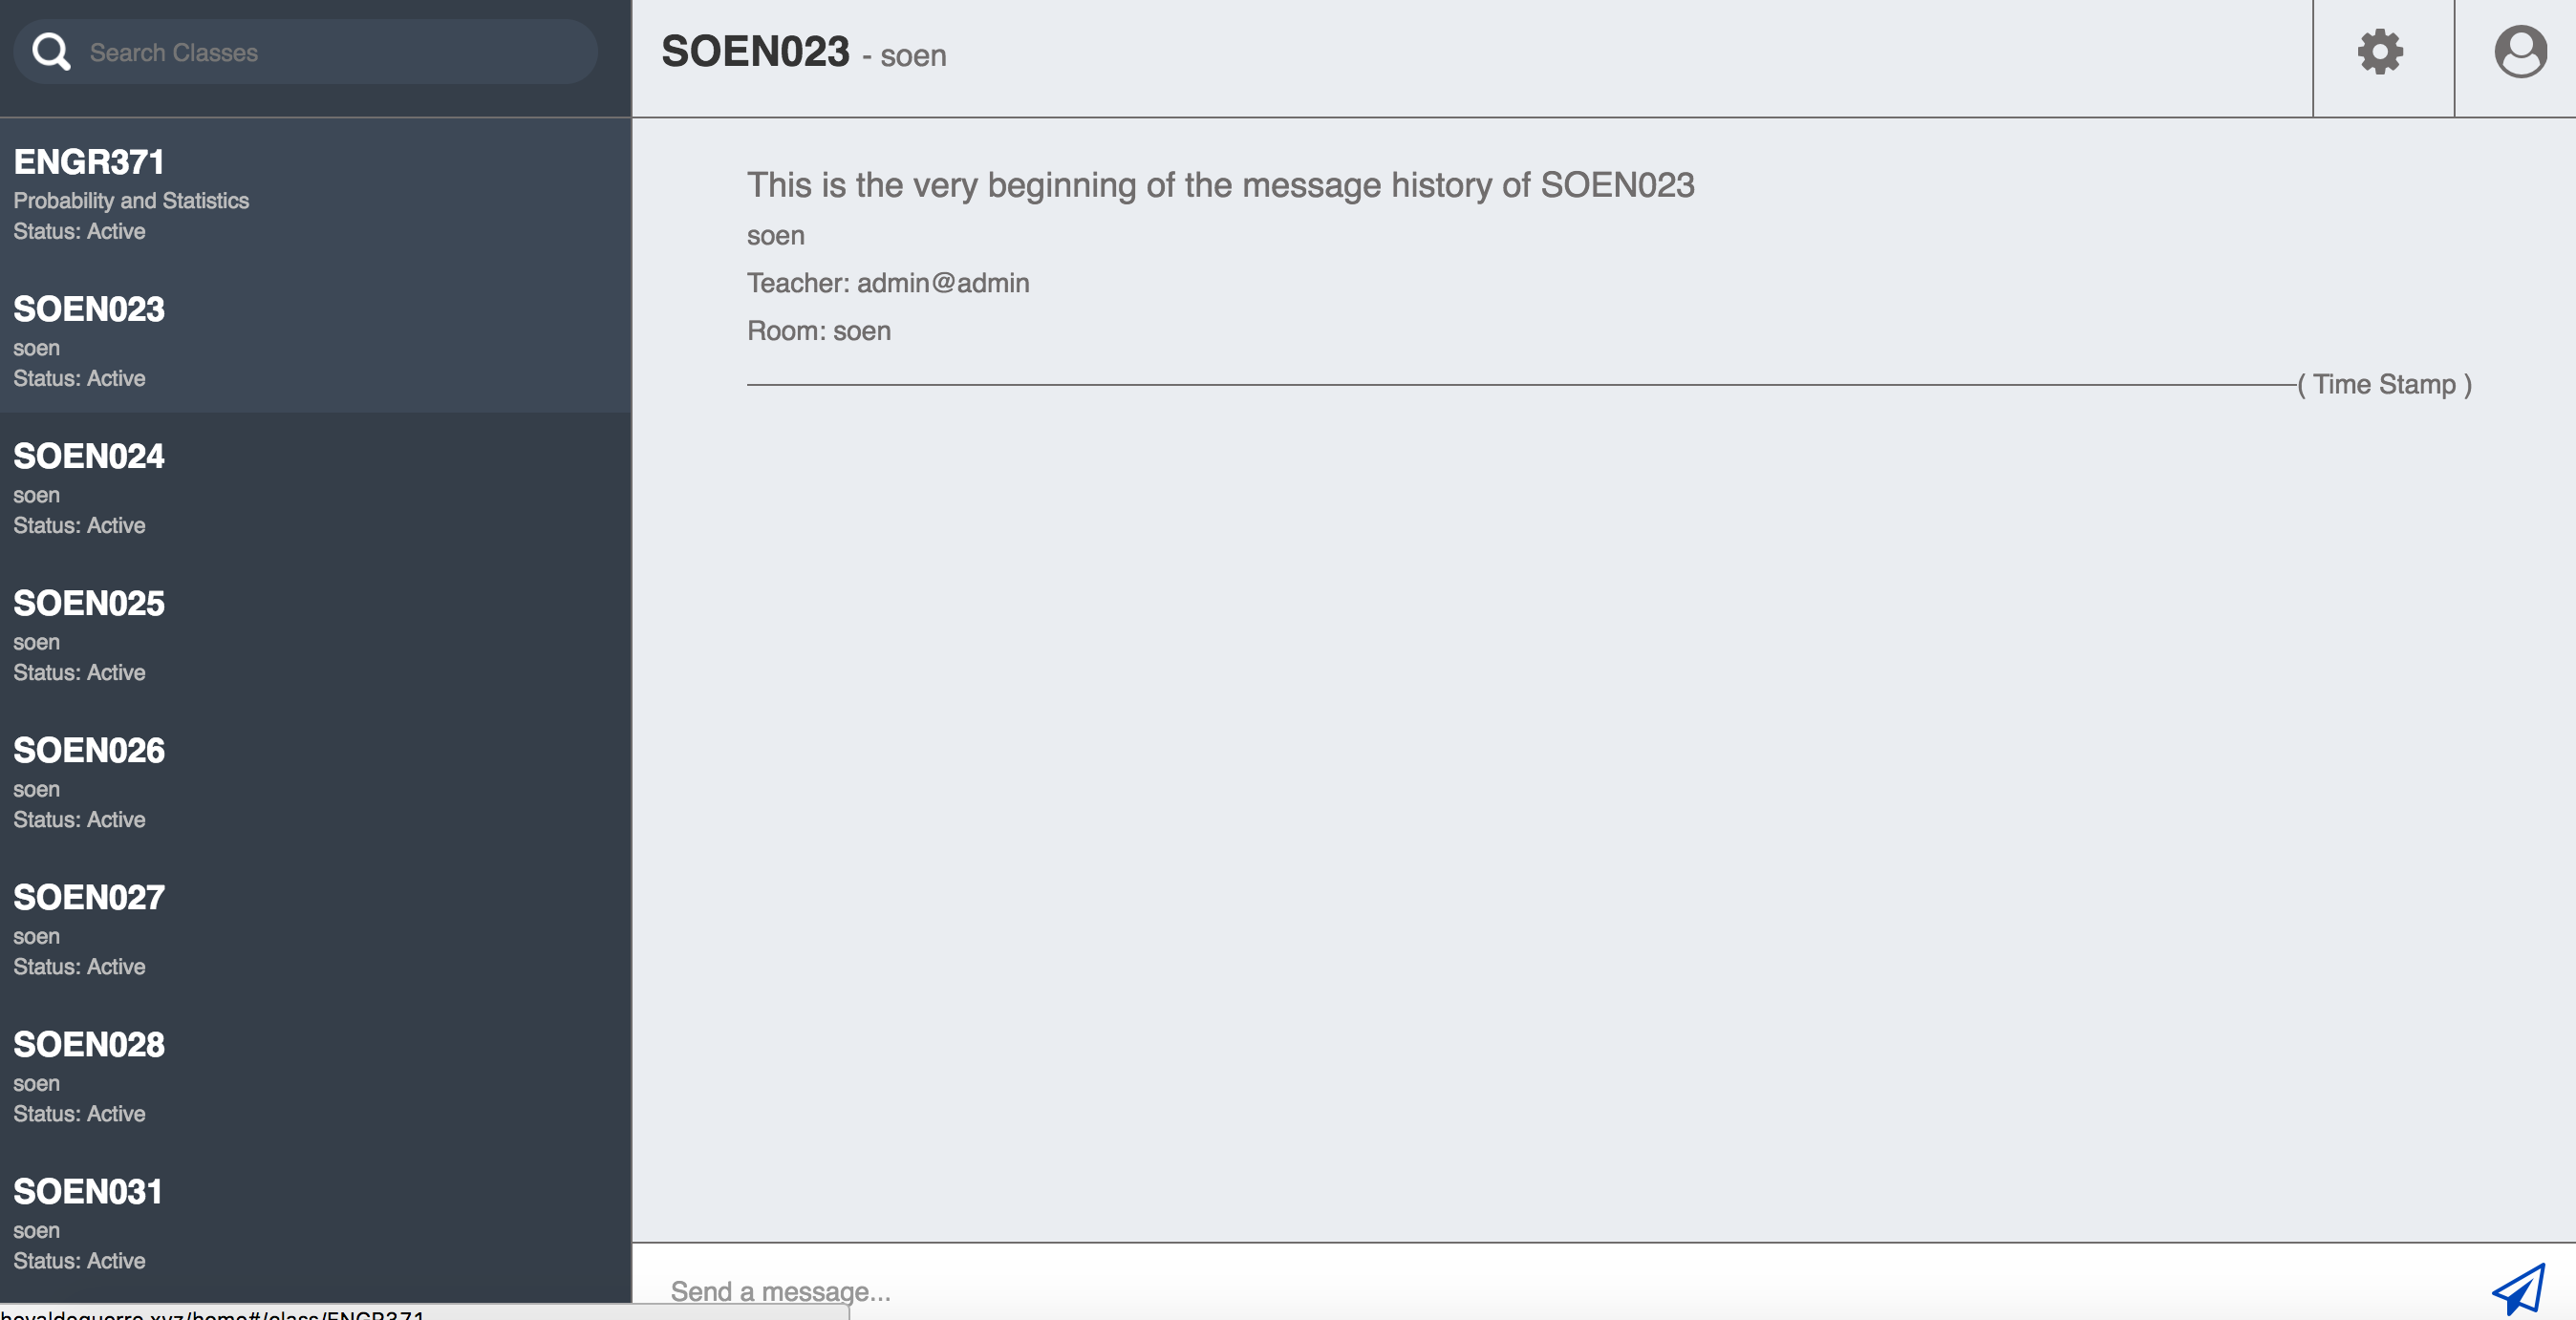 Search Classes
ENGR371
Probability and Statistics
Status: Active
SOEN023
soen
Status: Active
SOEN024
soen
Status: Active
SOEN025
soen
Status: Active
SOEN026
soen
Status: Active
SOEN027
soen
Status: Active
SOEN028
soen
Status: Active
SOEN031
soen
Status: Active
SOEN023 - soen
This is the very beginning of the message history of SOEN023
soen
Teacher: admin@admin
Room: soen
( Time Stamp )
Send a message...
hevaldeguerre.xyz/home#/class/ENGR371